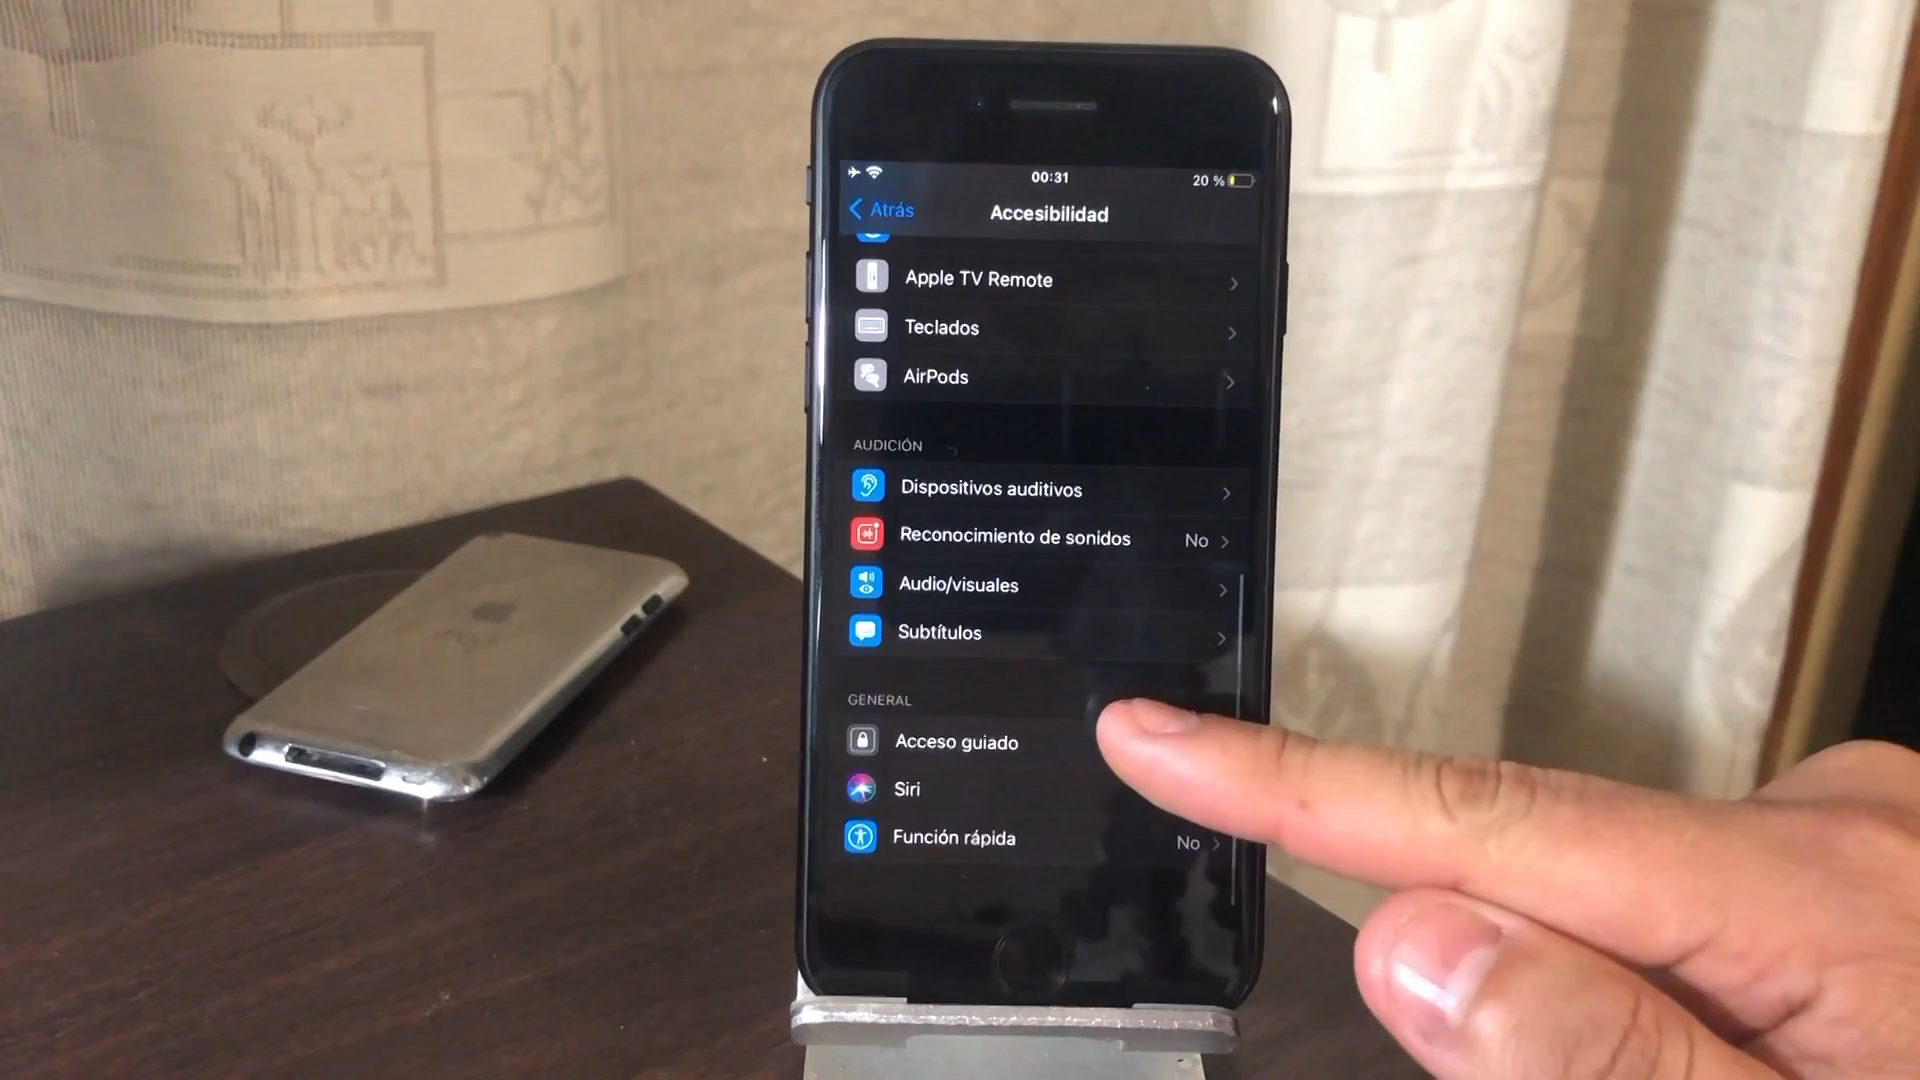 00:31
20 %
Atrás
Accesibilidad
Apple TV Remote
Teclados
AirPods
AUDICIÓN
Dispositivos auditivos
Reconocimiento de sonidos No
Audio/visuales
Subtítulos
GENERAL
Acceso guiado
Siri
Función rápida No